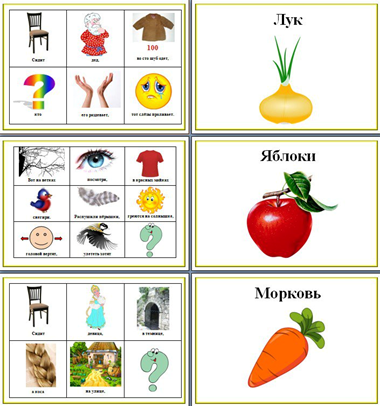 Сидит дед, 100
во сто шуб одет,
кто его раздевает, тот слёзы проливает.
Лук
Вот на ветках, посмотри, в красных майках
снегири. Распушили пёрышки, греются на солнышке,
головой вертят, улететь хотят
Яблоки
Сидит девица, в темнице,
а коса на улице.
Морковь